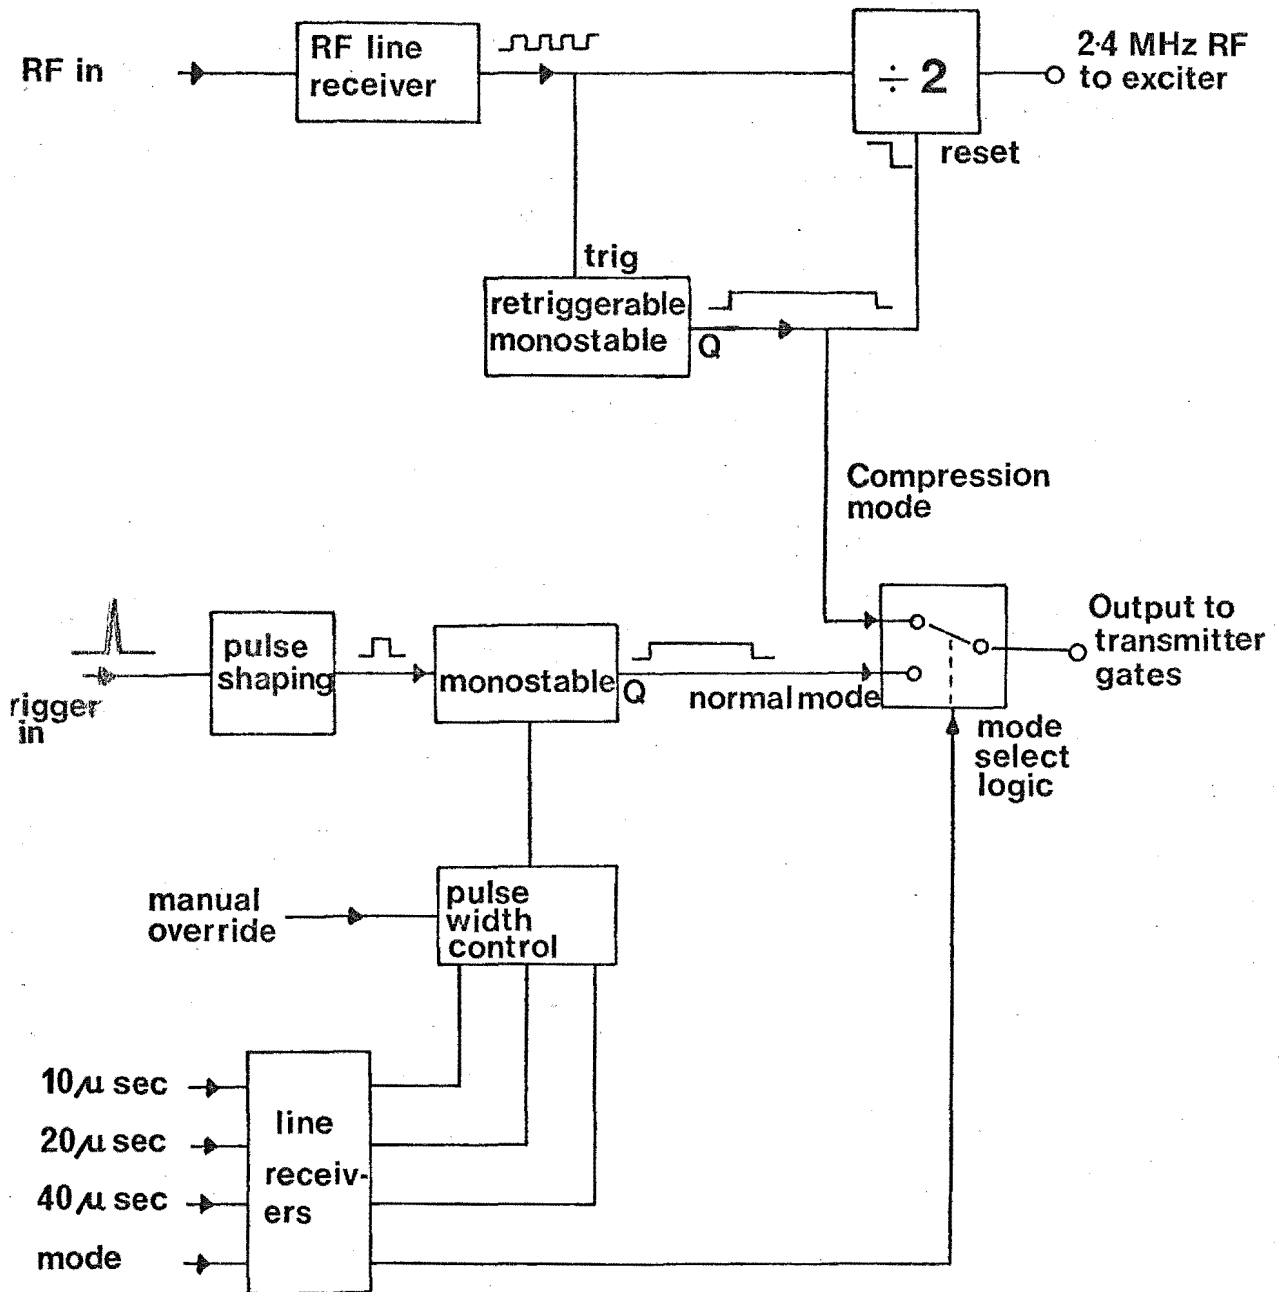 RF in
RF line
receiver
÷ 2
2·4 MHz RF
to exciter
reset
trig
retriggerable
monostable
Q
Compression
mode
rigger
in
pulse
shaping
monostable
Q
normal mode
Output to
transmitter
gates
mode
select
logic
manual
override
pulse
width
control
10μ sec
20μ sec
40μ sec
mode
line
receiv-
ers